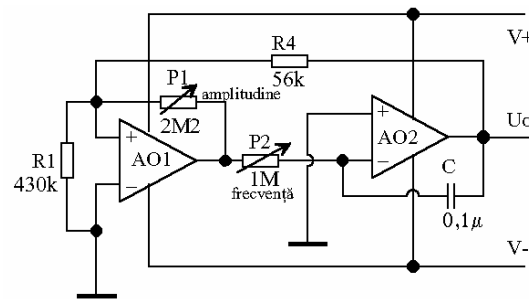 V+
R4
56k
P1
amplitudine
2M2
Uo
+
AO1
−
P2
1M
frecvență
+
AO2
−
R1
430k
C
0,1μ
V-